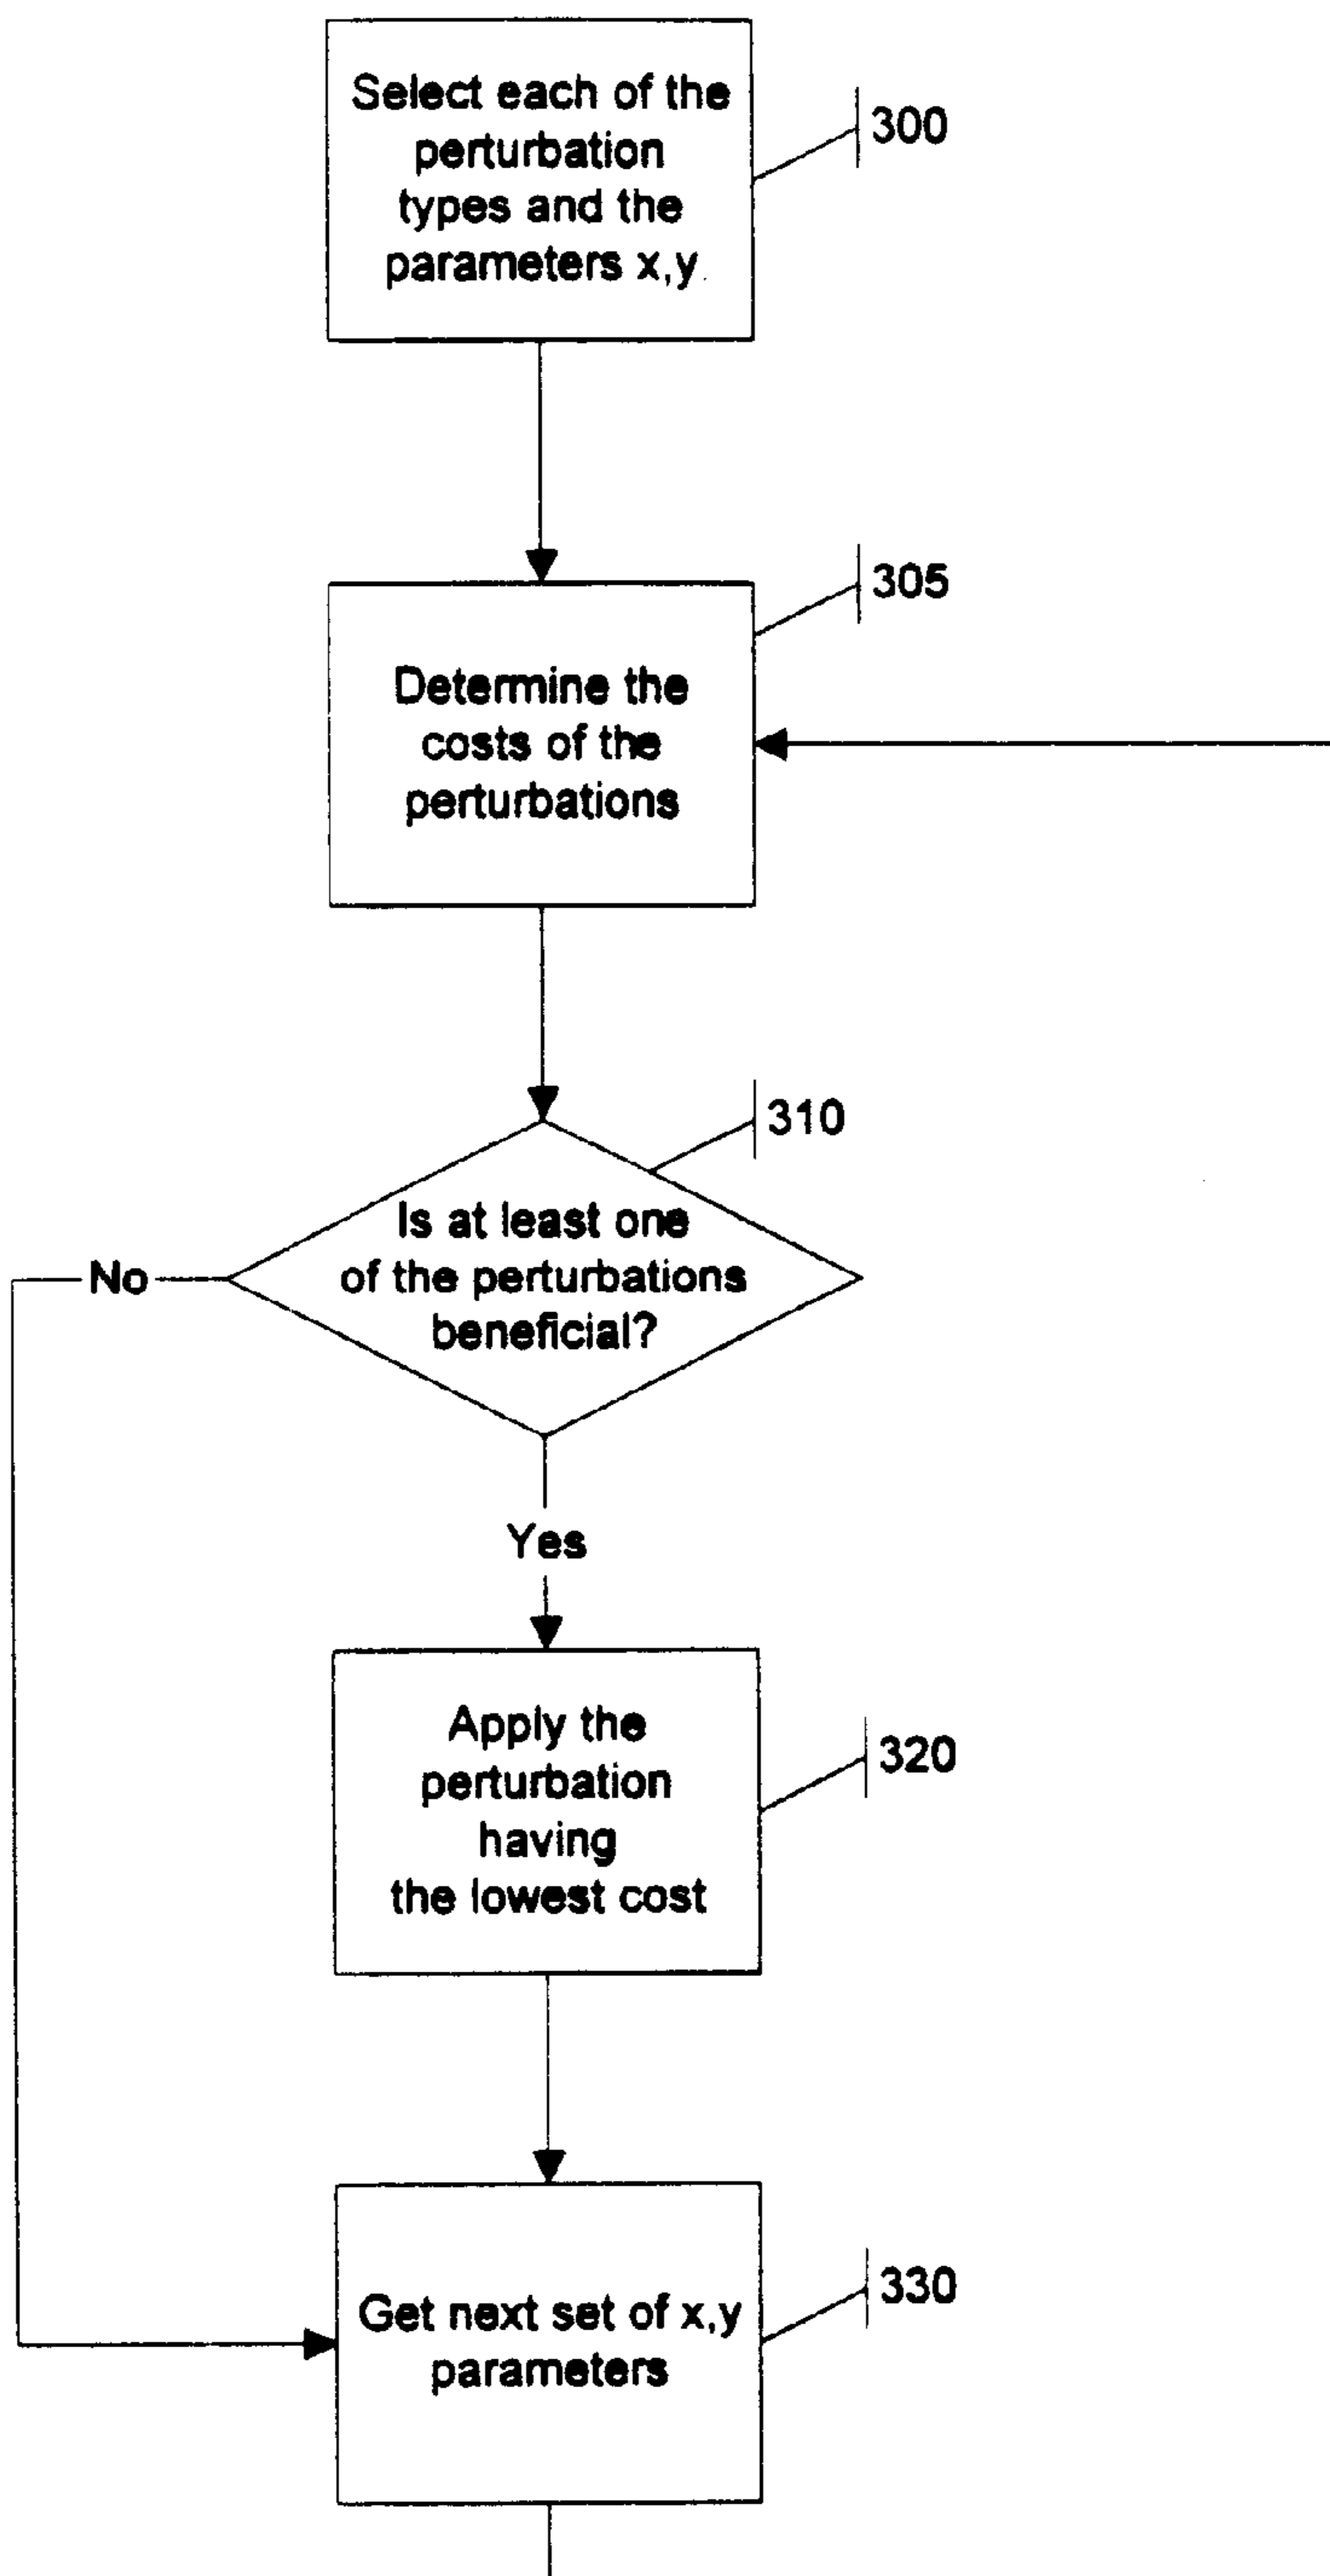 Select each of the
perturbation
types and the
parameters x,y
300
305
Determine the
costs of the
perturbations
310
Is at least one
of the perturbations
beneficial?
No
Yes
Apply the
perturbation
having
the lowest cost
320
330
Get next set of x,y
parameters